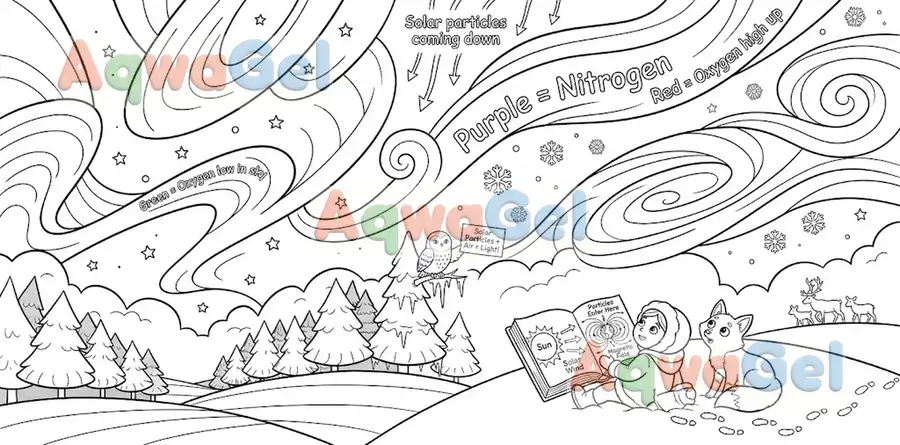 Solar particles
coming down
AqwaGel
Purple = Nitrogen
Red = Oxygen high up
Green = Oxygen low in sky
AqwaGel
Solar
Particles +
Air = Light!
Particles
Enter Here
Sun
Solar
Wind
Magnetic
Field
AqwaGel